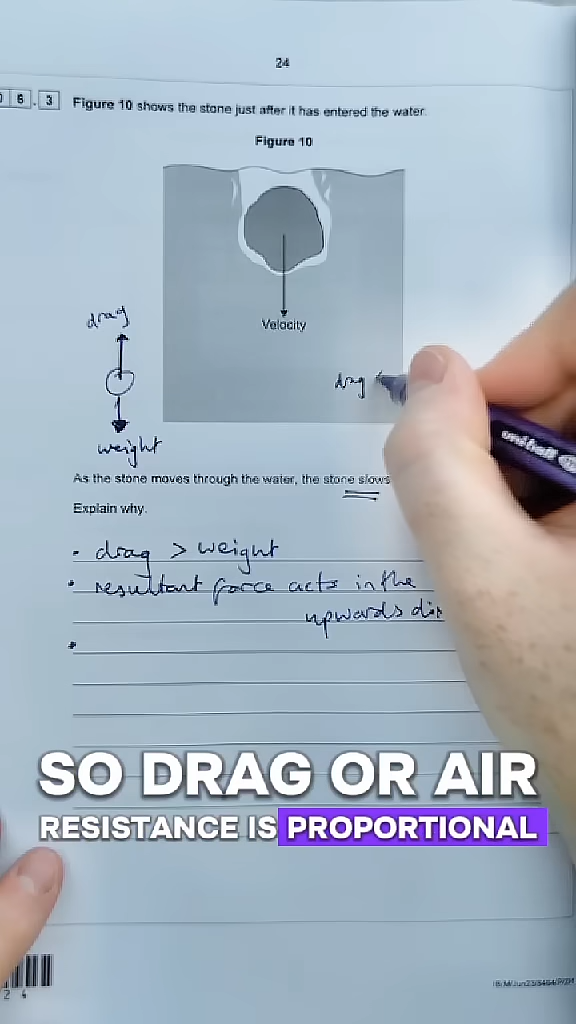 24
6 . 3 Figure 10 shows the stone just after it has entered the water.
Figure 10
Velocity
drag
drag
weight
As the stone moves through the water, the stone slows
Explain why.
• drag > weight
• resultant force acts in the
upwards dir
•
SO DRAG OR AIR
RESISTANCE IS PROPORTIONAL
2 4